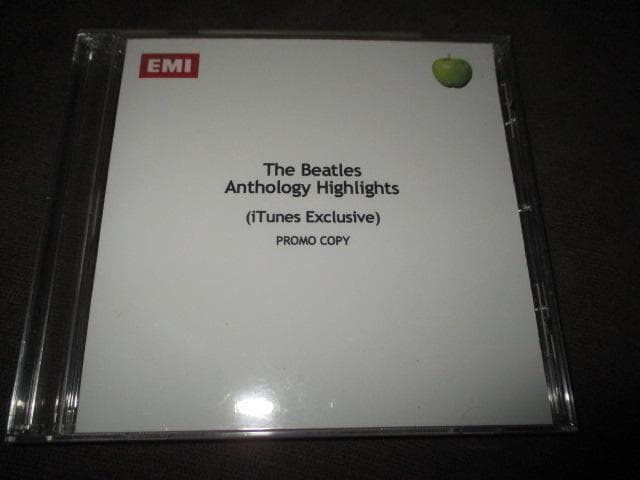 EMI
The Beatles
Anthology Highlights
(iTunes Exclusive)
PROMO COPY